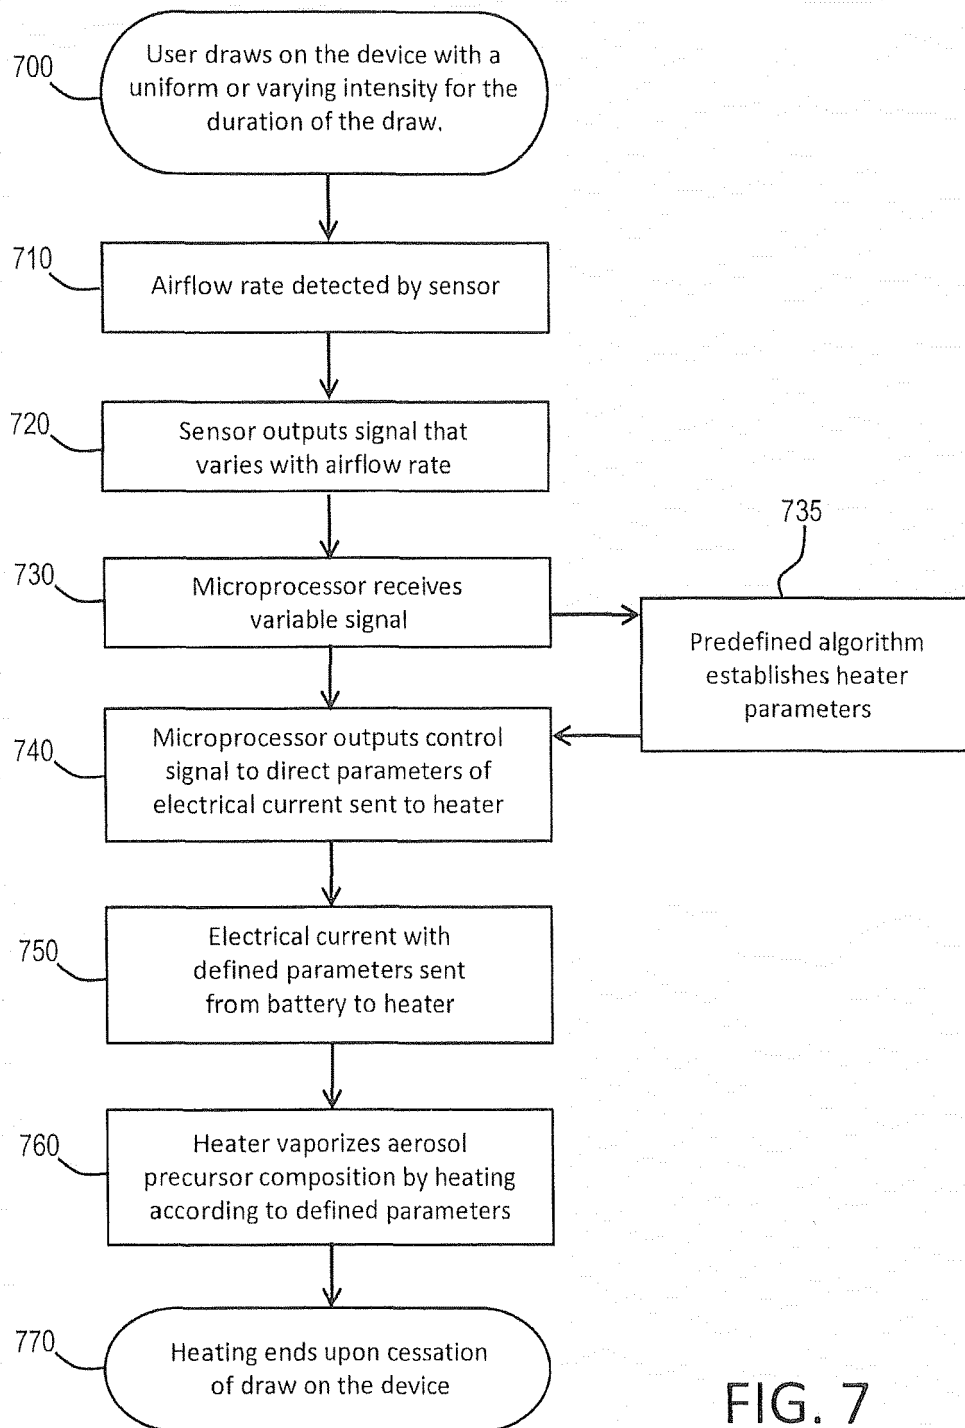 700
User draws on the device with a
uniform or varying intensity for the
duration of the draw.
710
Airflow rate detected by sensor
720
Sensor outputs signal that
varies with airflow rate
730
Microprocessor receives
variable signal
735
Predefined algorithm
establishes heater
parameters
740
Microprocessor outputs control
signal to direct parameters of
electrical current sent to heater
750
Electrical current with
defined parameters sent
from battery to heater
760
Heater vaporizes aerosol
precursor composition by heating
according to defined parameters
770
Heating ends upon cessation
of draw on the device
FIG. 7